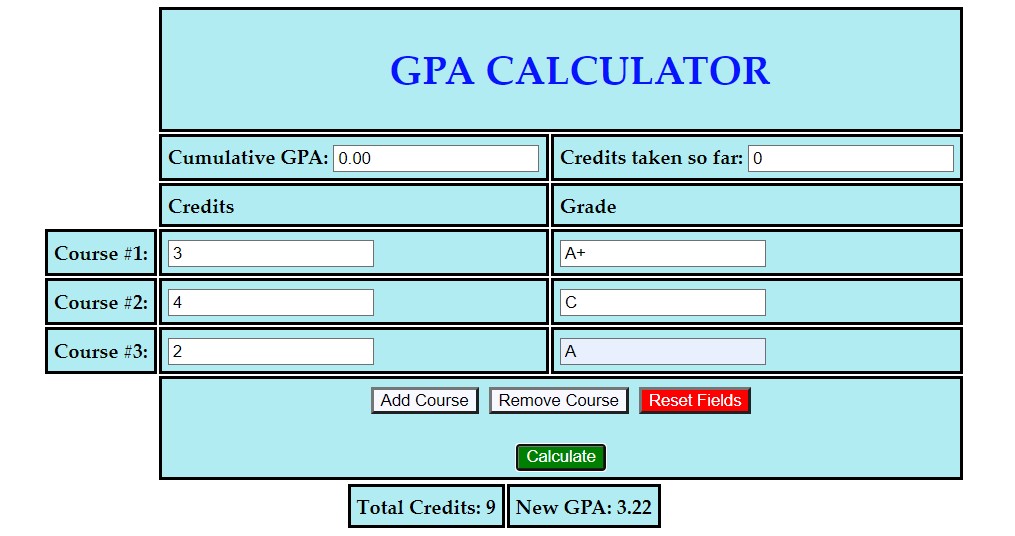 GPA CALCULATOR
Cumulative GPA: 0.00 Credits taken so far: 0
Credits Grade
Course #1: 3 A+
Course #2: 4 C
Course #3: 2 A
Add Course Remove Course Reset Fields
Calculate
Total Credits: 9 New GPA: 3.22